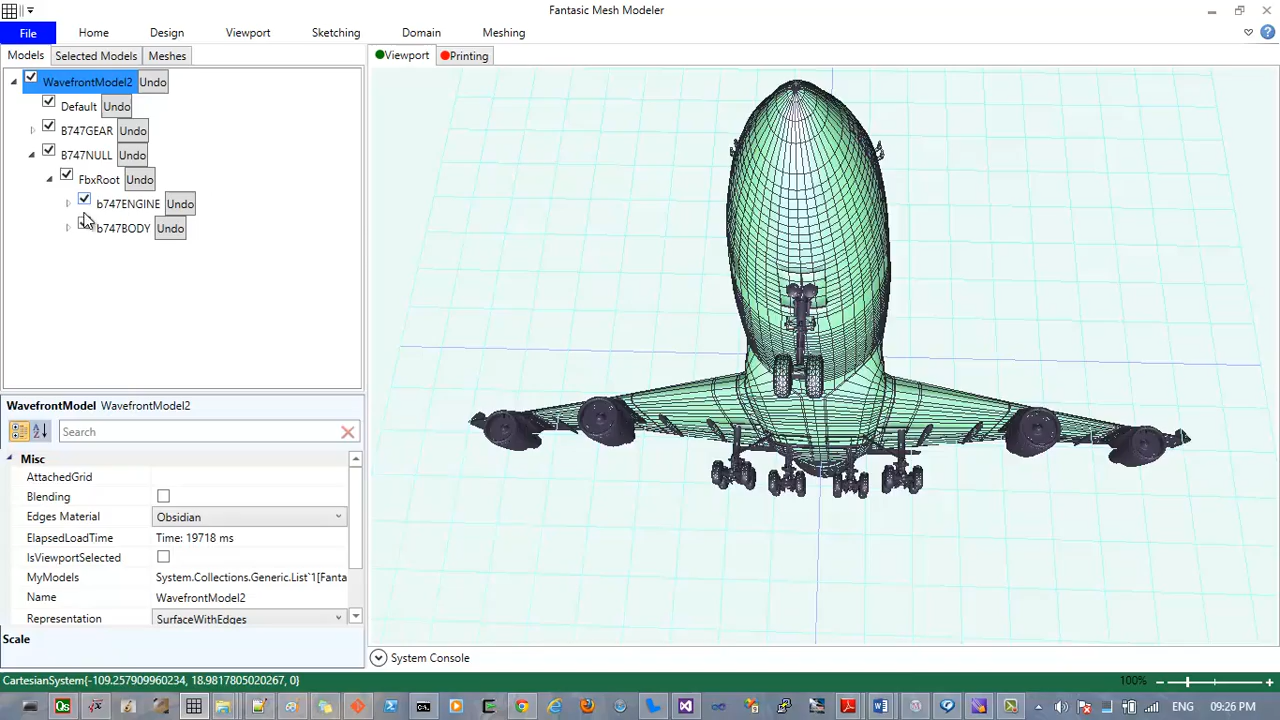 Fantasic Mesh Modeler
File Home Design Viewport Sketching Domain Meshing
Models Selected Models Meshes
Viewport Printing
WavefrontModel2 Undo
Default Undo
B747GEAR Undo
B747NULL Undo
FbxRoot Undo
b747ENGINE Undo
b747BODY Undo
WavefrontModel WavefrontModel2
Search
Misc
AttachedGrid
Blending
Edges Material Obsidian
ElapsedLoadTime Time: 19718 ms
IsViewportSelected
MyModels System.Collections.Generic.List`1[Fanta
Name WavefrontModel2
Representation SurfaceWithEdges
Scale
System Console
CartesianSystem{-109.257909960234, 18.9817805020267, 0}
100%
ENG 09:26 PM